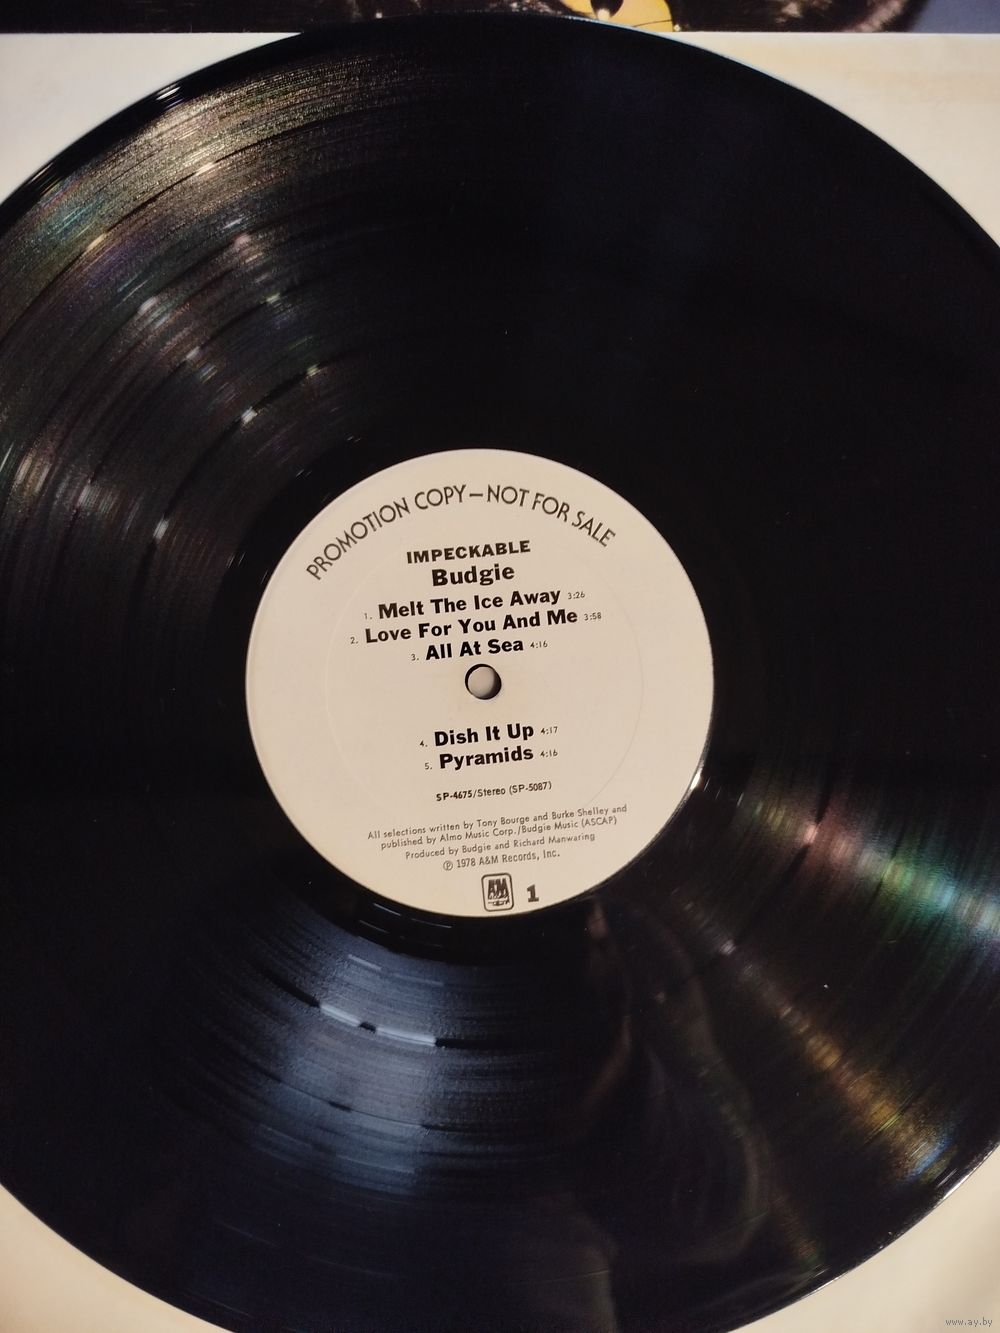 PROMOTION COPY—NOT FOR SALE
IMPECKABLE
Budgie
1. Melt The Ice Away 3:26
2. Love For You And Me 3:58
3. All At Sea 4:16
4. Dish It Up 4:17
5. Pyramids 4:16
SP-4675/Stereo (SP-5087)
All selections written by Tony Bourge and Burke Shelley and
published by Almo Music Corp./Budgie Music (ASCAP)
Produced by Budgie and Richard Manwaring
℗ 1978 A&M Records, Inc.
A&M 1
www.ay.by